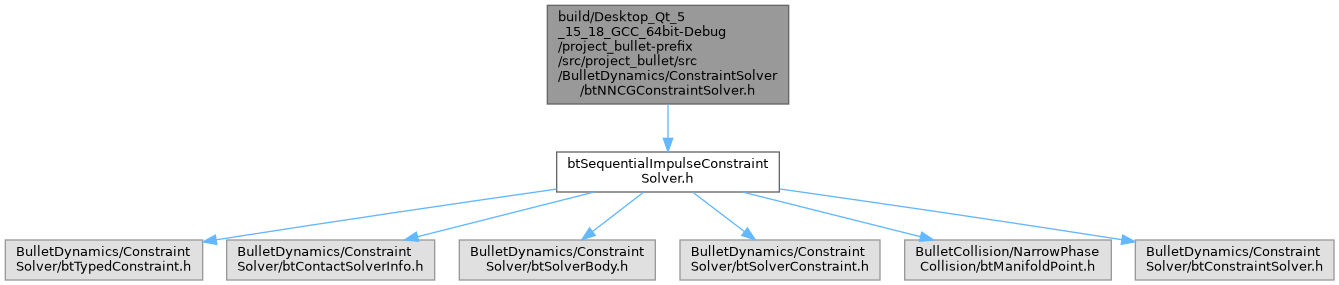 build/Desktop_Qt_5
_15_18_GCC_64bit-Debug
/project_bullet-prefix
/src/project_bullet/src
/BulletDynamics/ConstraintSolver
/btNNCGConstraintSolver.h
btSequentialImpulseConstraint
Solver.h
BulletDynamics/Constraint
Solver/btTypedConstraint.h
BulletDynamics/Constraint
Solver/btContactSolverInfo.h
BulletDynamics/Constraint
Solver/btSolverBody.h
BulletDynamics/Constraint
Solver/btSolverConstraint.h
BulletCollision/NarrowPhase
Collision/btManifoldPoint.h
BulletDynamics/Constraint
Solver/btConstraintSolver.h